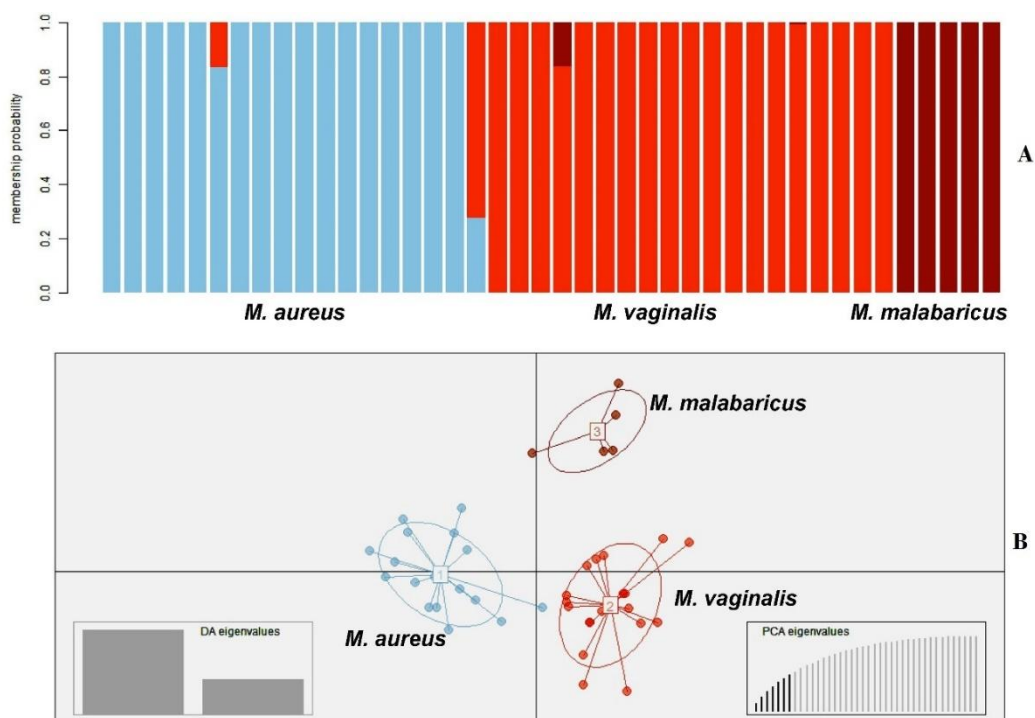 1.0
0.8
0.6
0.4
0.2
0.0
membership probability
A
M. aureus
M. vaginalis
M. malabaricus
3
M. malabaricus
B
1
2
M. vaginalis
M. aureus
DA eigenvalues
PCA eigenvalues